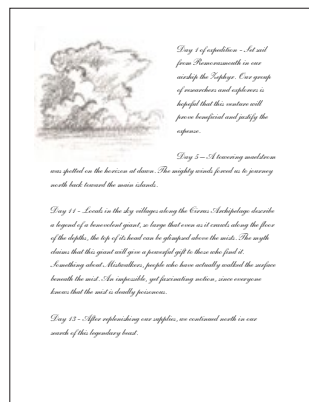 Day 1 of expedition - Set sail
from Remorasmouth in our
airship the Zephyr. Our group
of researchers and explorers is
hopeful that this venture will
prove beneficial and justify the
expense.
Day 5 – A towering maelstrom
was spotted on the horizon at dawn. The mighty winds forced us to journey
north back toward the main islands.
Day 11 - Locals in the sky villages along the Cirrus Archipelago describe
a legend of a benevolent giant, so large that even as it crawls along the floor
of the depths, the top of its head can be glimpsed above the mists. The myth
claims that this giant will give a powerful gift to those who find it.
Something about Mistwalkers, people who have actually walked the surface
beneath the mist. An impossible, yet fascinating notion, since everyone
knows that the mist is deadly poisonous.
Day 13 - After replenishing our supplies, we continued north in our
search of this legendary beast.